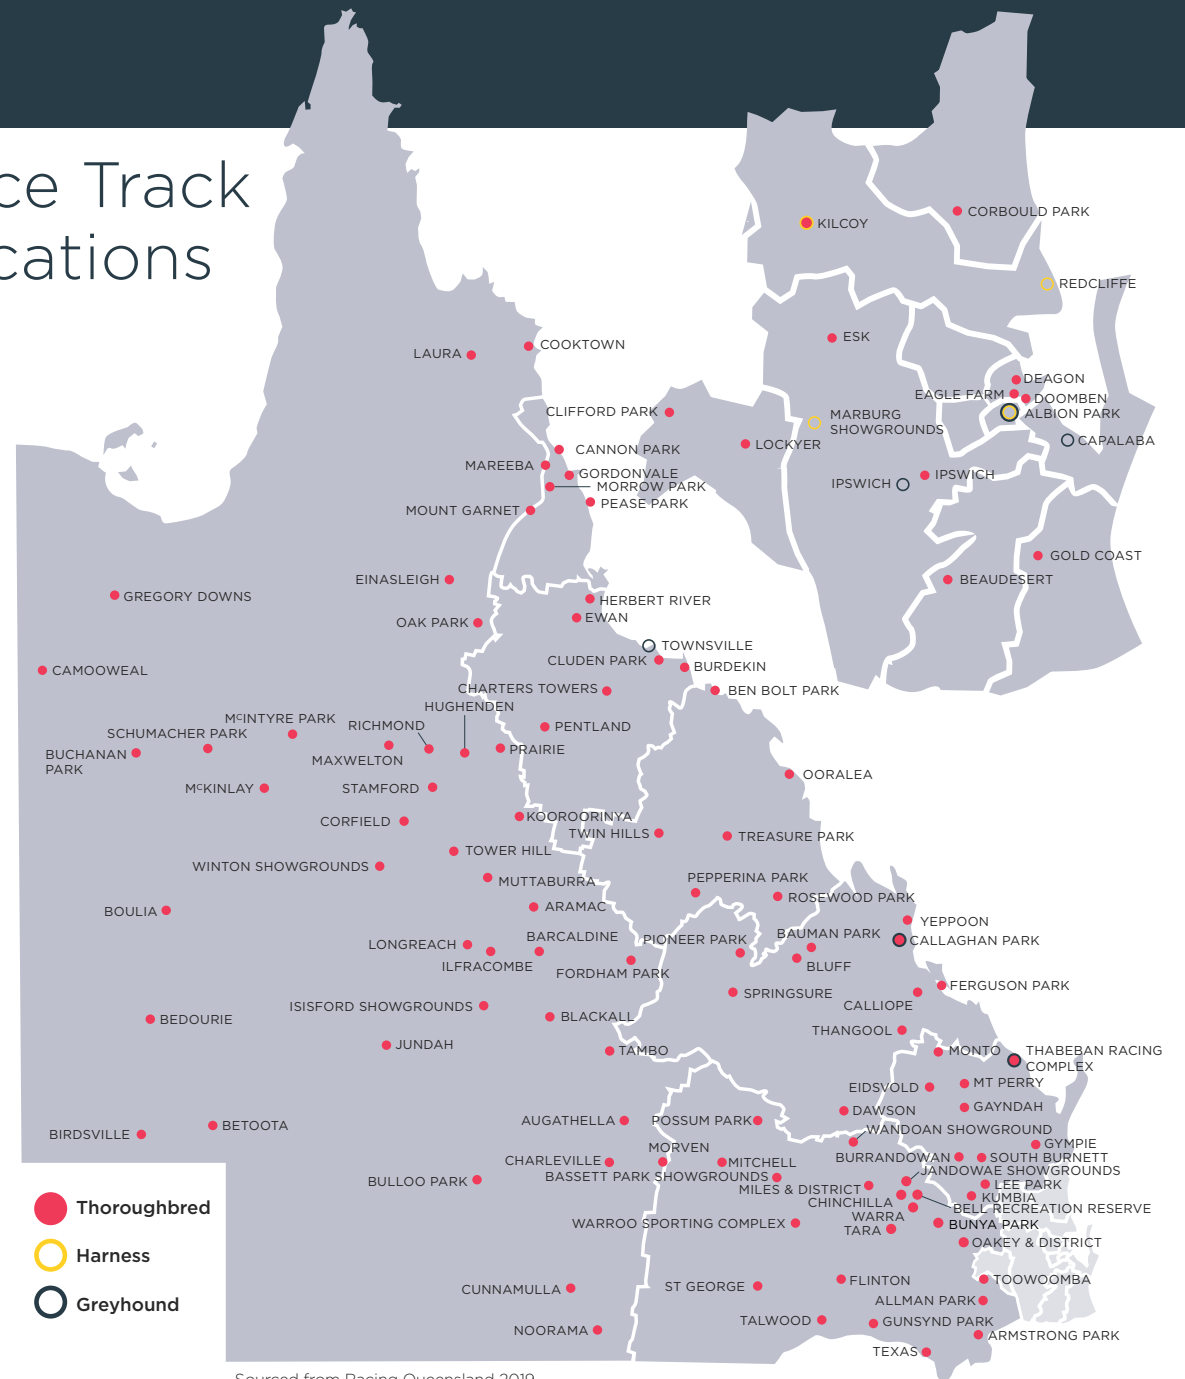 ce Track
cations
KILCOY
CORBOULD PARK
REDCLIFFE
ESK
LAURA
COOKTOWN
DEAGON
EAGLE FARM
DOOMBEN
ALBION PARK
CLIFFORD PARK
MARBURG
SHOWGROUNDS
CAPALABA
LOCKYER
CANNON PARK
MAREEBA
GORDONVALE
MORROW PARK
PEASE PARK
IPSWICH
IPSWICH
MOUNT GARNET
GOLD COAST
BEAUDESERT
EINASLEIGH
GREGORY DOWNS
HERBERT RIVER
EWAN
OAK PARK
TOWNSVILLE
CLUDEN PARK
BURDEKIN
CAMOOWEAL
CHARTERS TOWERS
BEN BOLT PARK
HUGHENDEN
McINTYRE PARK
RICHMOND
PENTLAND
SCHUMACHER PARK
BUCHANAN
PARK
MAXWELTON
PRAIRIE
OORALEA
McKINLAY
STAMFORD
CORFIELD
KOOROORINYA
TWIN HILLS
TREASURE PARK
TOWER HILL
WINTON SHOWGROUNDS
MUTTABURRA
PEPPERINA PARK
ROSEWOOD PARK
BOULIA
ARAMAC
YEPPOON
LONGREACH
BARCALDINE
PIONEER PARK
BAUMAN PARK
CALLAGHAN PARK
ILFRACOMBE
FORDHAM PARK
BLUFF
FERGUSON PARK
SPRINGSURE
CALLIOPE
ISISFORD SHOWGROUNDS
BLACKALL
BEDOURIE
THANGOOL
JUNDAH
TAMBO
MONTO
THABEBAN RACING
COMPLEX
EIDSVOLD
MT PERRY
GAYNDAH
DAWSON
AUGATHELLA
POSSUM PARK
BETOOTA
BIRDSVILLE
WANDOAN SHOWGROUND
GYMPIE
MORVEN
BURRANDOWAN
SOUTH BURNETT
CHARLEVILLE
MITCHELL
JANDOWAE SHOWGROUNDS
BULLOO PARK
BASSETT PARK SHOWGROUNDS
MILES & DISTRICT
LEE PARK
KUMBIA
CHINCHILLA
BELL RECREATION RESERVE
WARRA
WARROO SPORTING COMPLEX
TARA
BUNYA PARK
OAKEY & DISTRICT
CUNNAMULLA
ST GEORGE
FLINTON
TOOWOOMBA
ALLMAN PARK
NOORAMA
TALWOOD
GUNSYND PARK
ARMSTRONG PARK
TEXAS
Thoroughbred
Harness
Greyhound
Sourced from Racing Queensland 2019